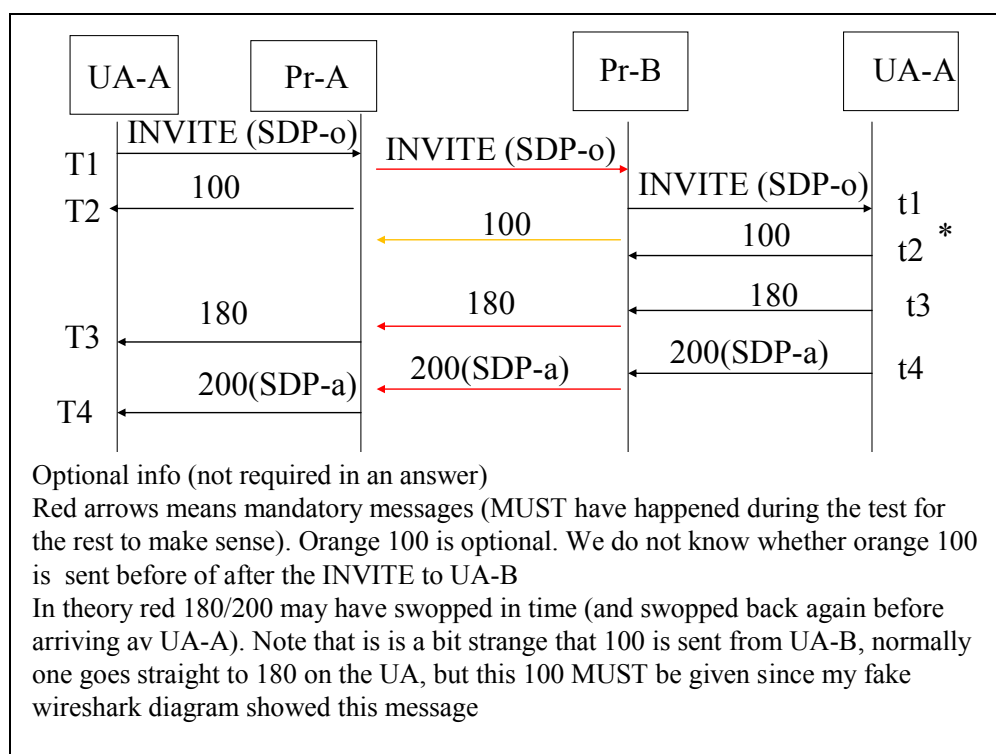 UA-A Pr-A Pr-B UA-A
INVITE (SDP-o)
T1
INVITE (SDP-o)
100
INVITE (SDP-o)
T2
t1
100
100
t2 *
180
180
180
t3
T3
200(SDP-a)
200(SDP-a)
200(SDP-a)
t4
T4
Optional info (not required in an answer)
Red arrows means mandatory messages (MUST have happened during the test for
the rest to make sense). Orange 100 is optional. We do not know whether orange 100
is sent before of after the INVITE to UA-B
In theory red 180/200 may have swopped in time (and swopped back again before
arriving av UA-A). Note that is is a bit strange that 100 is sent from UA-B, normally
one goes straight to 180 on the UA, but this 100 MUST be given since my fake
wireshark diagram showed this message